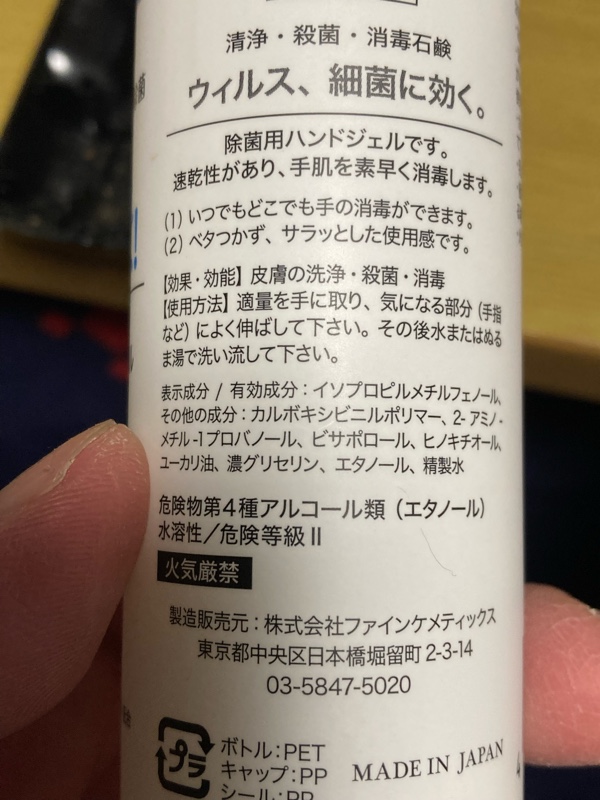 清浄・殺菌・消毒石鹸
ウィルス、細菌に効く。
除菌用ハンドジェルです。
速乾性があり、手肌を素早く消毒します。
(1) いつでもどこでも手の消毒ができます。
(2) ベタつかず、サラッとした使用感です。
【効果・効能】皮膚の洗浄・殺菌・消毒
【使用方法】適量を手に取り、気になる部分 (手指
など) によく伸ばして下さい。その後水またはぬる
ま湯で洗い流して下さい。
表示成分 / 有効成分：イソプロピルメチルフェノール、
その他の成分：カルボキシビニルポリマー、2- アミノ-
メチル -1 プロパノール、ビサボロール、ヒノキチオール、
ユーカリ油、濃グリセリン、エタノール、精製水
危険物第4種アルコール類（エタノール）
水溶性／危険等級 II
火気厳禁
製造販売元：株式会社ファインケメティックス
東京都中央区日本橋堀留町 2-3-14
03-5847-5020
プラ
ボトル:PET
キャップ:PP
シール:PP
MADE IN JAPAN